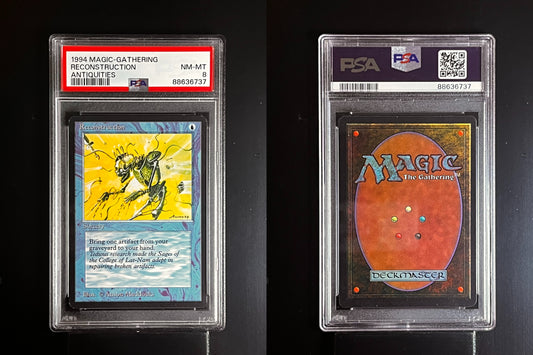 1994 MAGIC-GATHERING
RECONSTRUCTION NM-MT
ANTIQUITIES 8
PSA 88636737
Reconstruction
Sorcery
Bring one artifact from your
graveyard to your hand.
Tedious research made the Sages of
the College of Lat-Nam adept in
repairing broken artifacts.
Illus.
PSA PSA
88636737
MAGIC
The Gathering
DECKMASTER